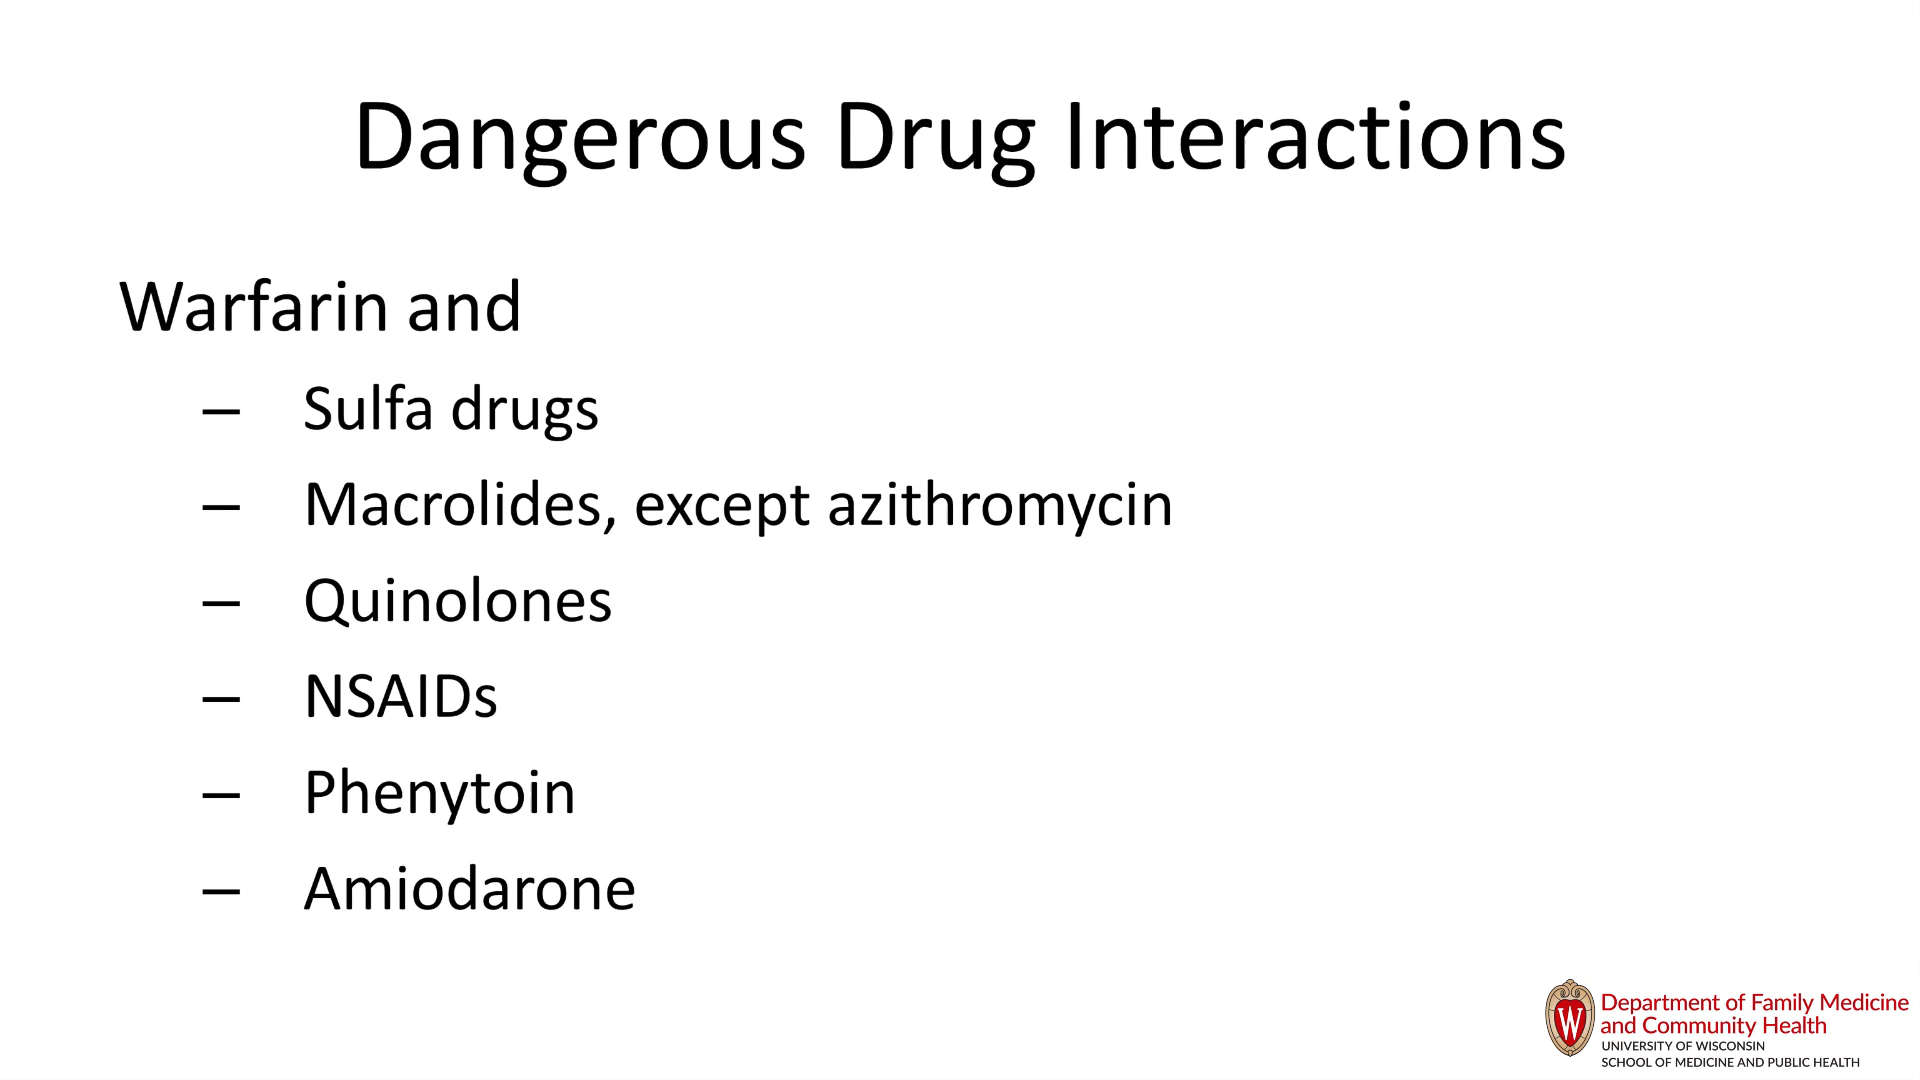 Dangerous Drug Interactions
Warfarin and
– Sulfa drugs
– Macrolides, except azithromycin
– Quinolones
– NSAIDs
– Phenytoin
– Amiodarone
W
Department of Family Medicine
and Community Health
UNIVERSITY OF WISCONSIN
SCHOOL OF MEDICINE AND PUBLIC HEALTH